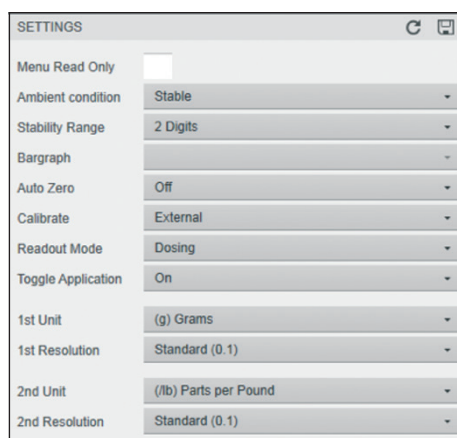 SETTINGS
Menu Read Only
Ambient condition Stable
Stability Range 2 Digits
Bargraph
Auto Zero Off
Calibrate External
Readout Mode Dosing
Toggle Application On
1st Unit (g) Grams
1st Resolution Standard (0.1)
2nd Unit (/lb) Parts per Pound
2nd Resolution Standard (0.1)